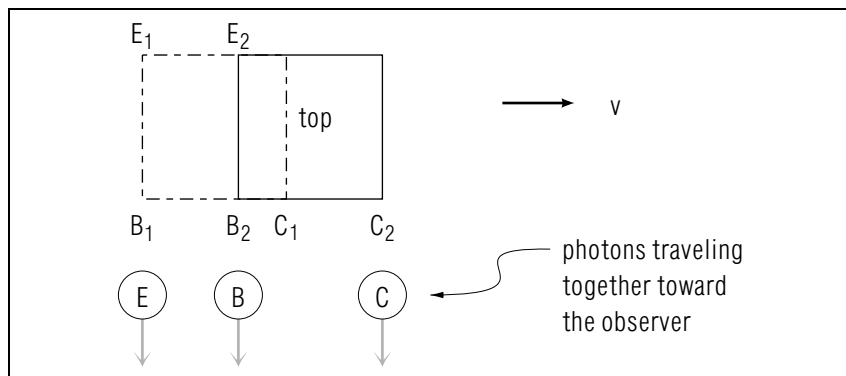 E₁
E₂
top
v
B₁
B₂
C₁
C₂
photons traveling
together toward
the observer
E
B
C